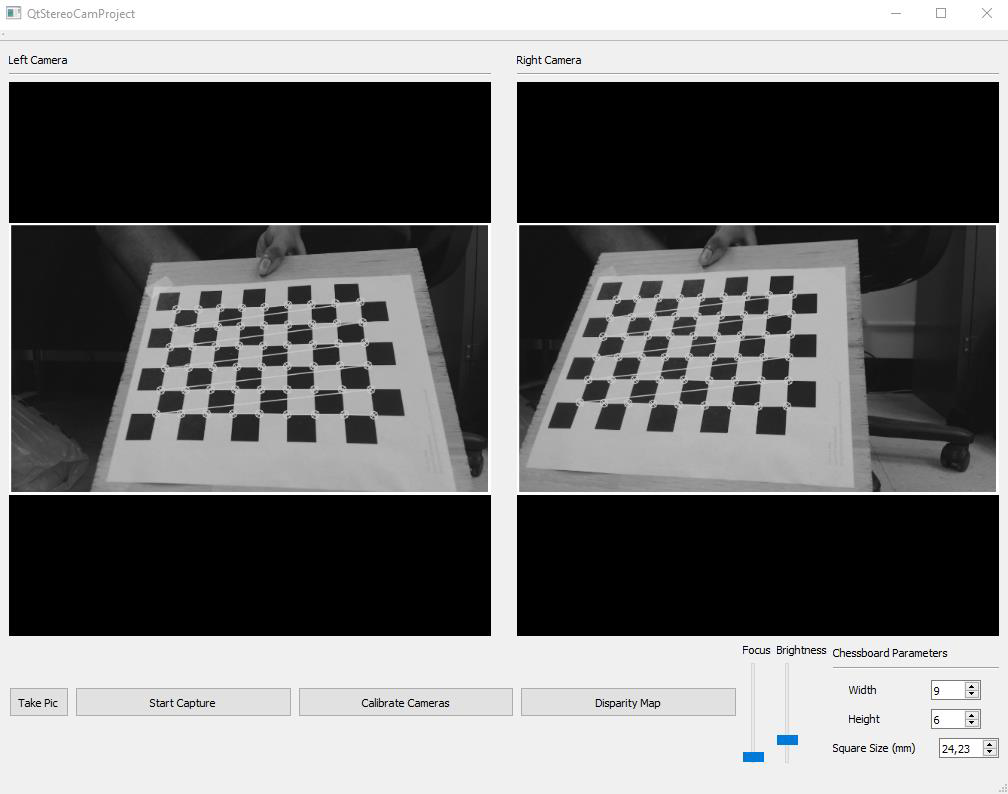 QtStereoCamProject
Left Camera
Right Camera
Focus
Brightness
Chessboard Parameters
Width
9
Height
6
Square Size (mm)
24,23
Take Pic
Start Capture
Calibrate Cameras
Disparity Map